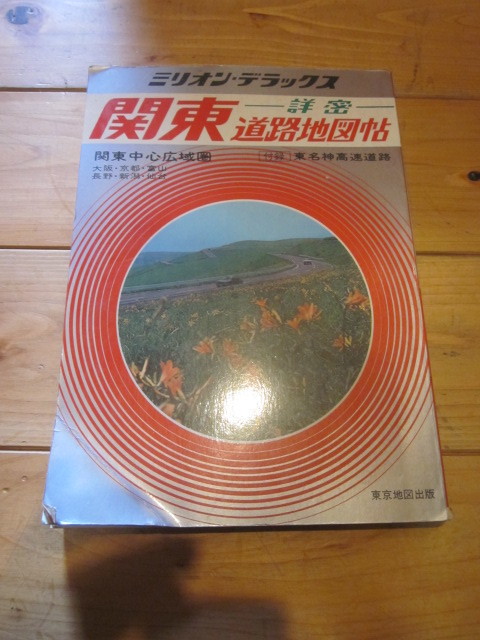 ミリオン・デラックス
関東 詳密 道路地図帖
関東中心広域圏
大阪・京都・富山
長野・新潟・仙台
付録 東名神高速道路
東京地図出版